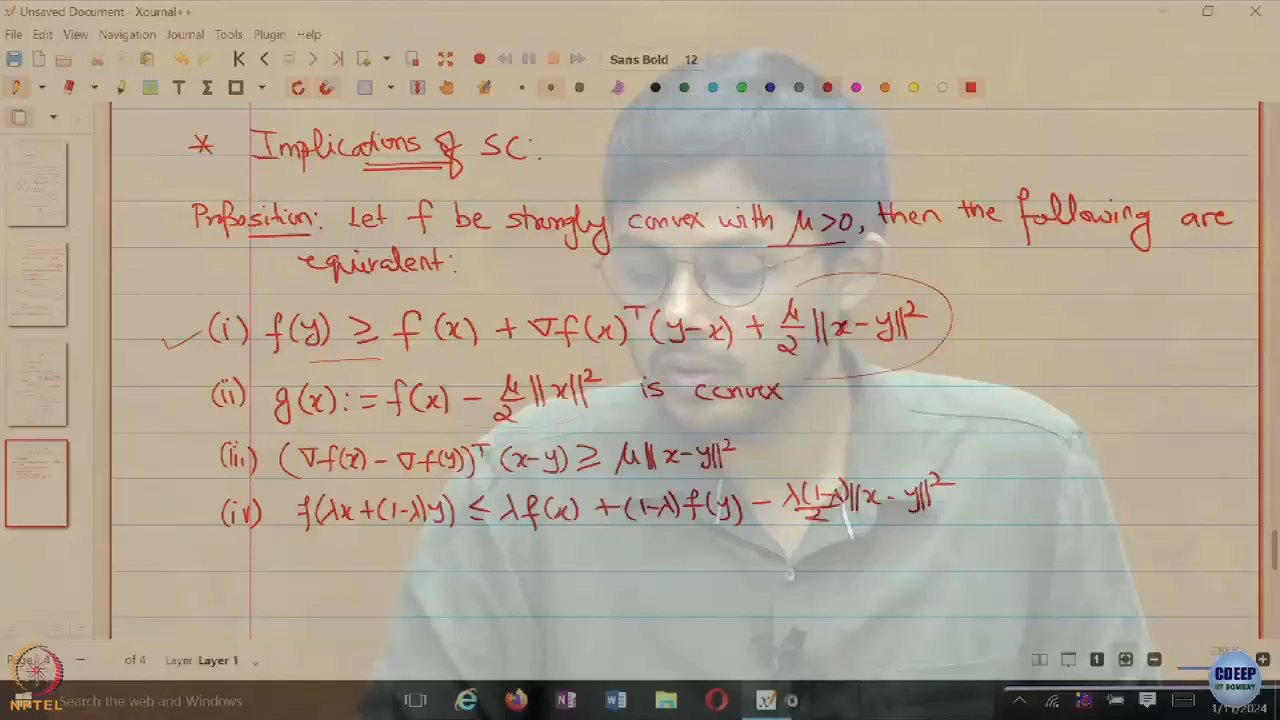 Unsaved Document - Xournal++
File Edit View Navigation Journal Tools Plugin Help
Sans Bold 12
* Implications of SC:
Proposition: Let f be strongly convex with μ>0, then the following are
equivalent:
(i) f(y) ≥ f(x) + ∇f(x)ᵀ(y-x) + μ/2 ||x-y||²
(ii) g(x) := f(x) - μ/2 ||x||² is convex
(iii) (∇f(x) - ∇f(y))ᵀ (x-y) ≥ μ||x-y||²
(iv) f(λx+(1-λ)y) ≤ λf(x) + (1-λ)f(y) - λ(1-λ)/2 ||x-y||²
of 4 Layer Layer 1
Search the web and Windows
NPTEL
CDEEP
IIT BOMBAY
1/11/2024